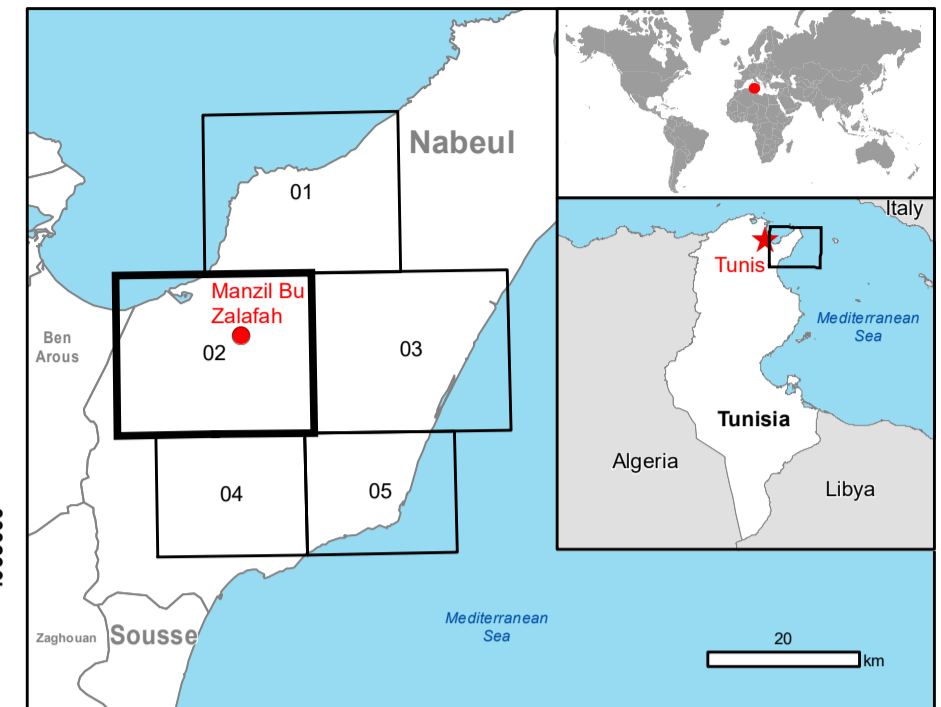 Nabeul
01
Manzil Bu
Zalafah
Ben
Arous
02
03
04
05
Zaghouan
Sousse
Mediterranean
Sea
20
km
Italy
Tunis
Mediterranean
Sea
Tunisia
Algeria
Libya